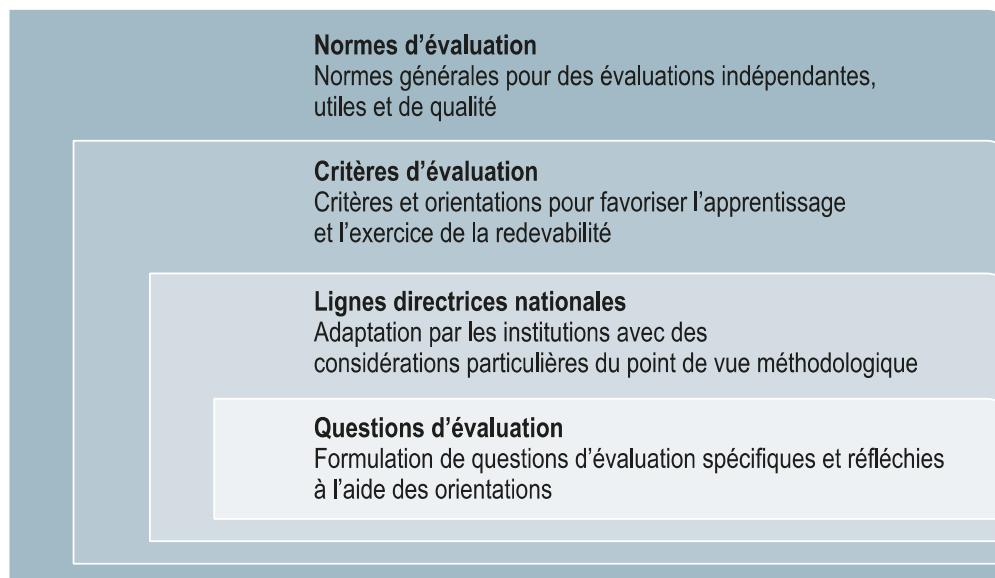 Normes d’évaluation
Normes générales pour des évaluations indépendantes,
utiles et de qualité
Critères d’évaluation
Critères et orientations pour favoriser l’apprentissage
et l’exercice de la redevabilité
Lignes directrices nationales
Adaptation par les institutions avec des
considérations particulières du point de vue méthodologique
Questions d’évaluation
Formulation de questions d’évaluation spécifiques et réfléchies
à l’aide des orientations